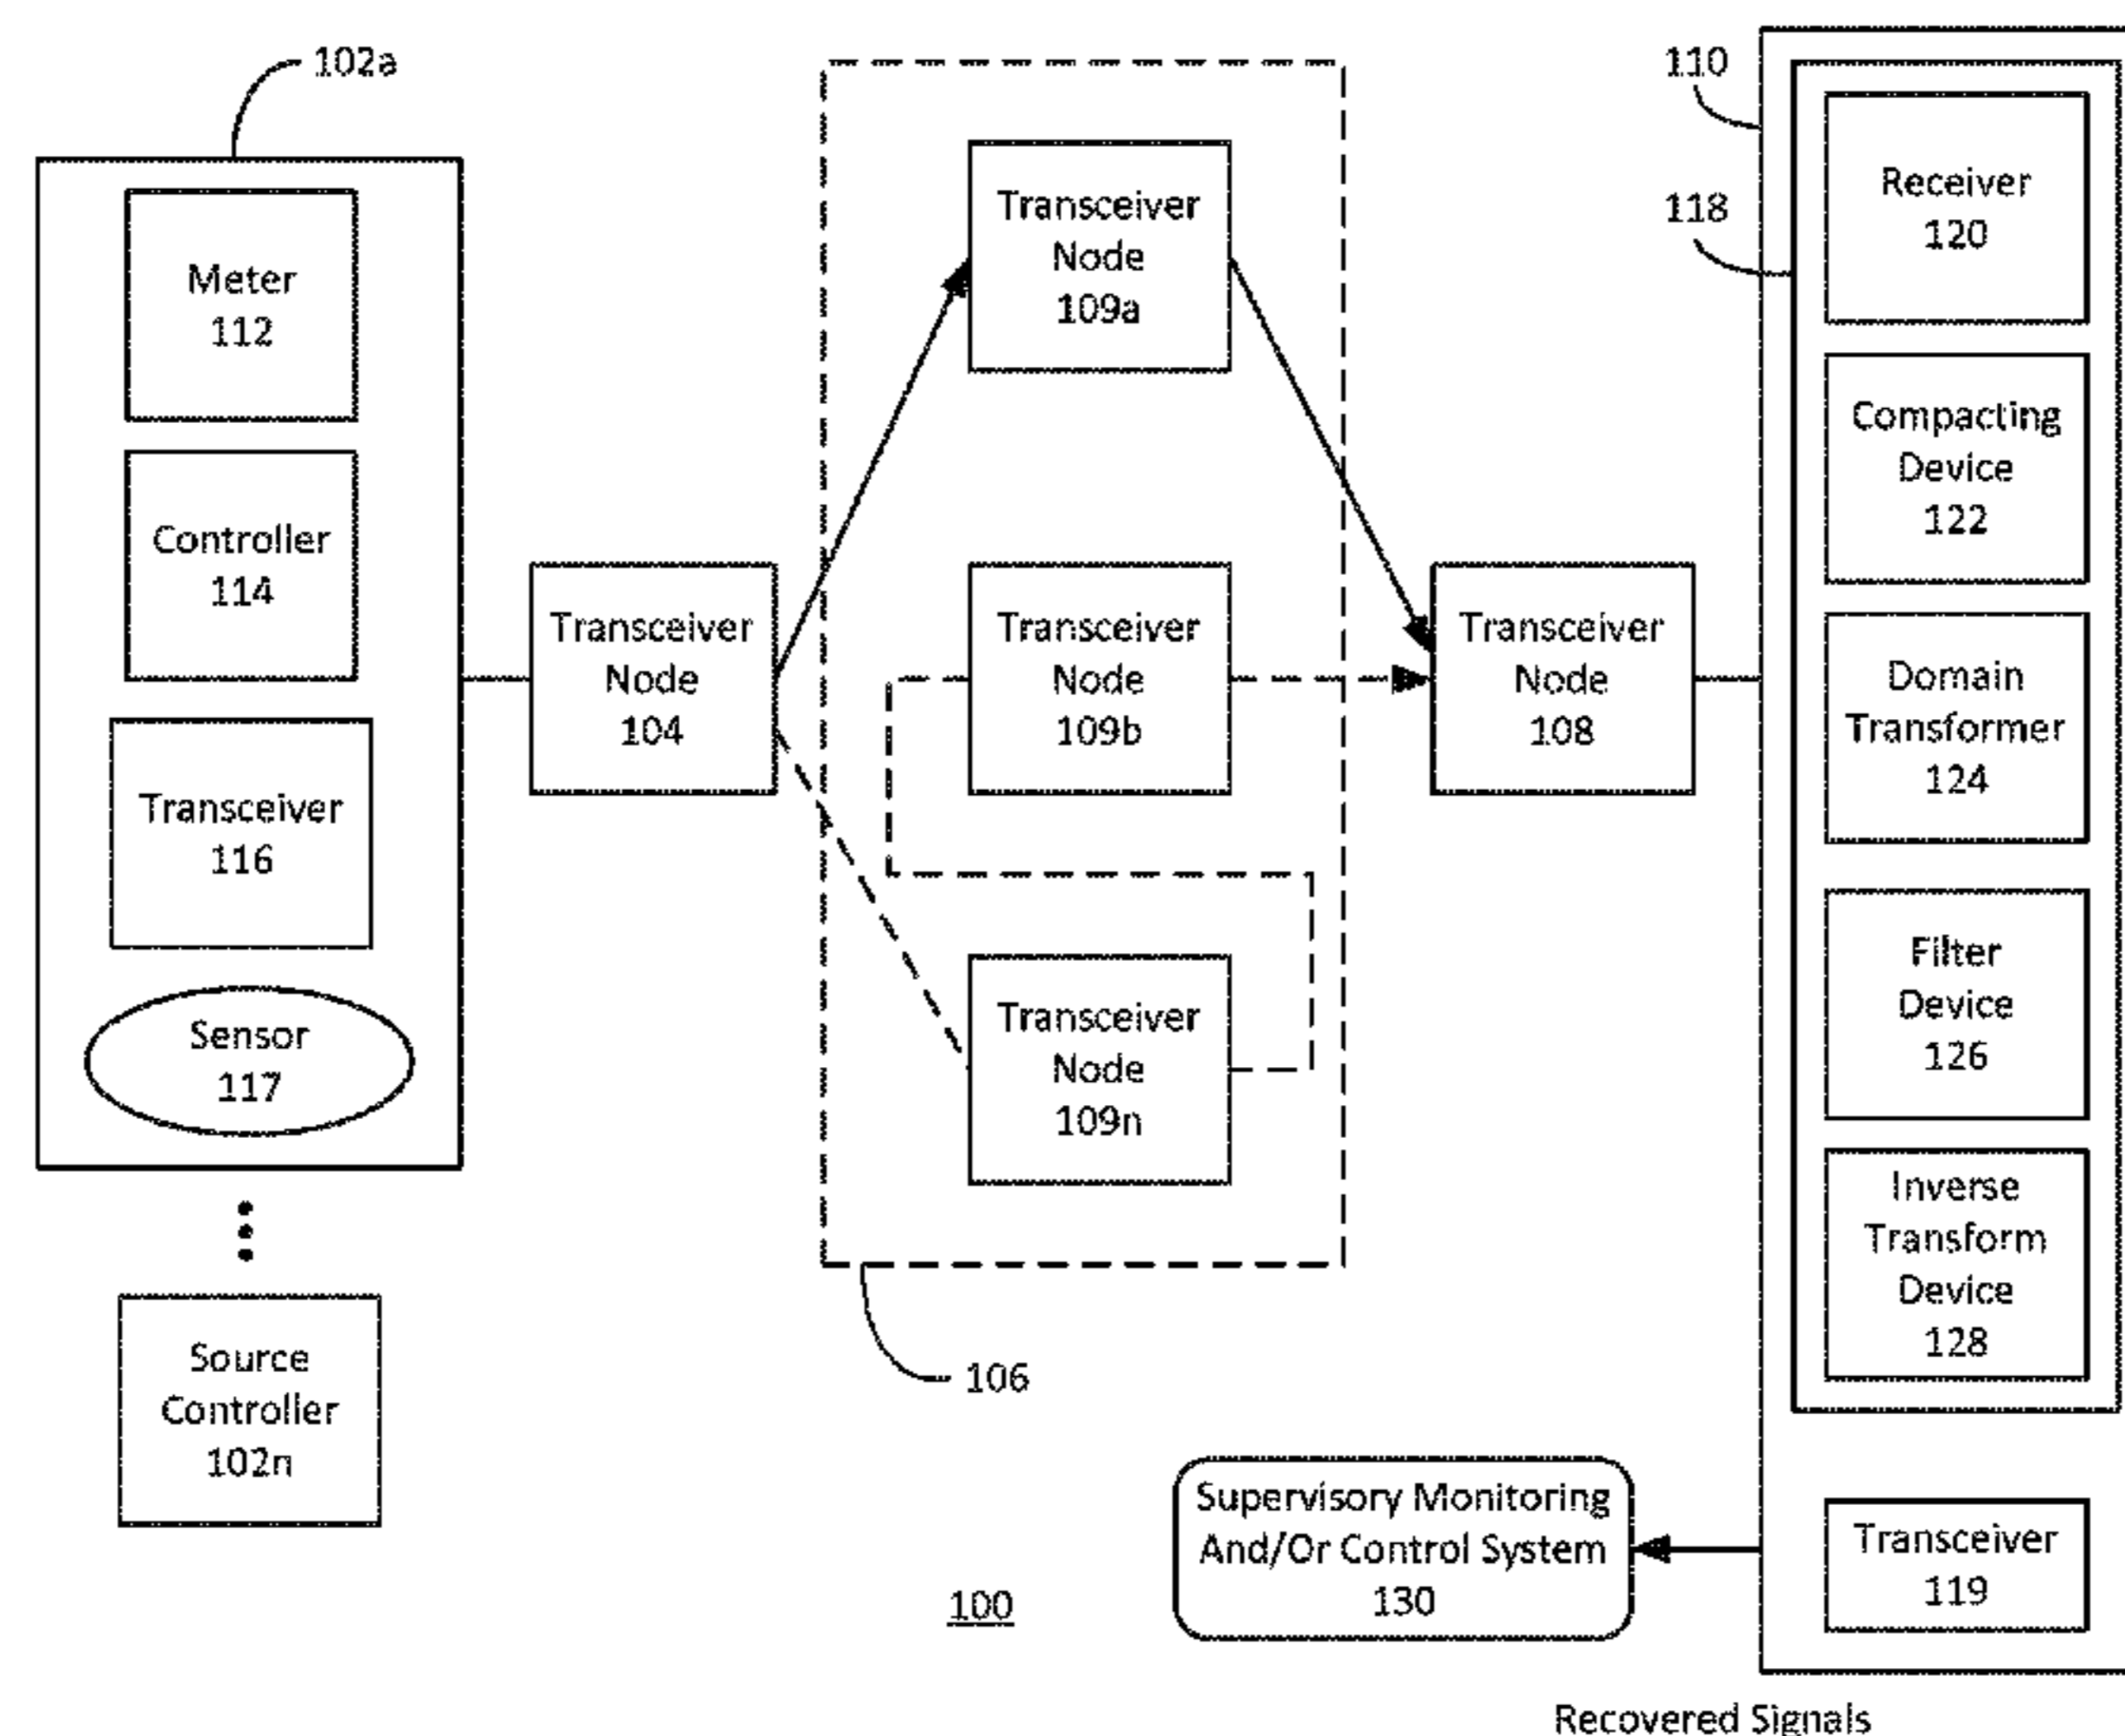 102a
Meter
112
Controller
114
Transceiver
116
Sensor
117
Source
Controller
102n
Transceiver
Node
104
Transceiver
Node
109a
Transceiver
Node
109b
Transceiver
Node
109n
106
Transceiver
Node
108
110
118
Receiver
120
Compacting
Device
122
Domain
Transformer
124
Filter
Device
126
Inverse
Transform
Device
128
Transceiver
119
Supervisory Monitoring
And/Or Control System
130
100
Recovered Signals